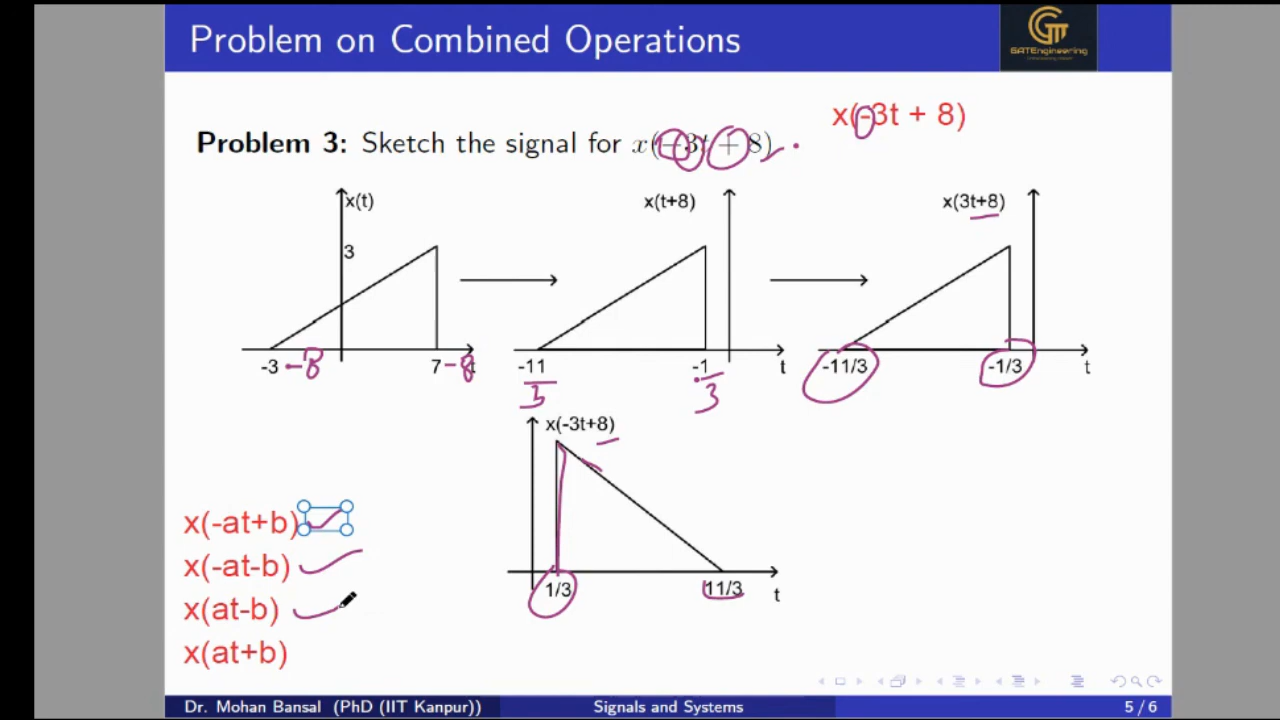 Problem on Combined Operations
GATEngineering
x(-3t + 8)
Problem 3: Sketch the signal for x(−3t + 8)
x(t)
x(t+8)
x(3t+8)
3
-3 -8
7 -8
t
-11
3
-1
3
t
-11/3
-1/3
t
x(-3t+8)
1/3
11/3
t
x(-at+b)
x(-at-b)
x(at-b)
x(at+b)
Dr. Mohan Bansal (PhD (IIT Kanpur))
Signals and Systems
5 / 6